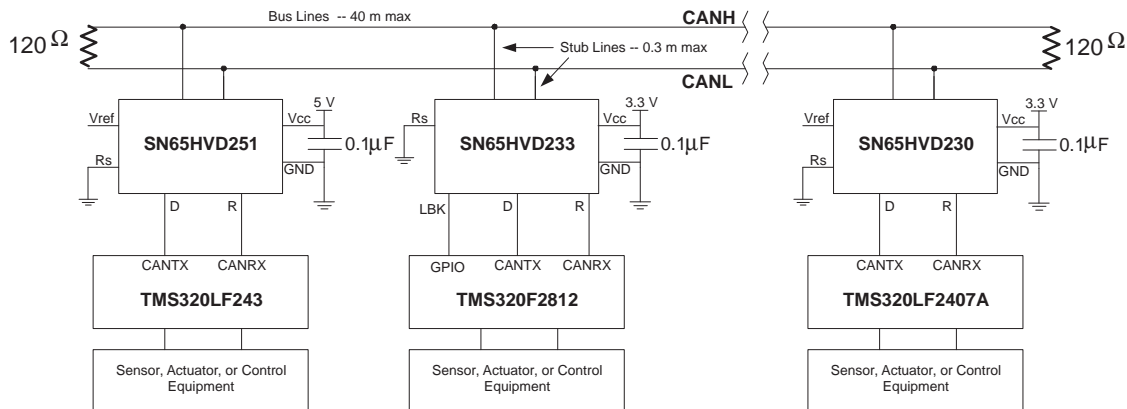 Bus Lines -- 40 m max
CANH
120 Ω
Stub Lines -- 0.3 m max
120 Ω
CANL
5 V
Vref
Vcc
SN65HVD251
0.1µF
Rs
GND
D
R
CANTX
CANRX
TMS320LF243
Sensor, Actuator, or Control
Equipment
3.3 V
Rs
Vcc
SN65HVD233
0.1µF
GND
LBK
D
R
GPIO
CANTX
CANRX
TMS320F2812
Sensor, Actuator, or Control
Equipment
3.3 V
Vref
Vcc
SN65HVD230
0.1µF
Rs
GND
D
R
CANTX
CANRX
TMS320LF2407A
Sensor, Actuator, or Control
Equipment